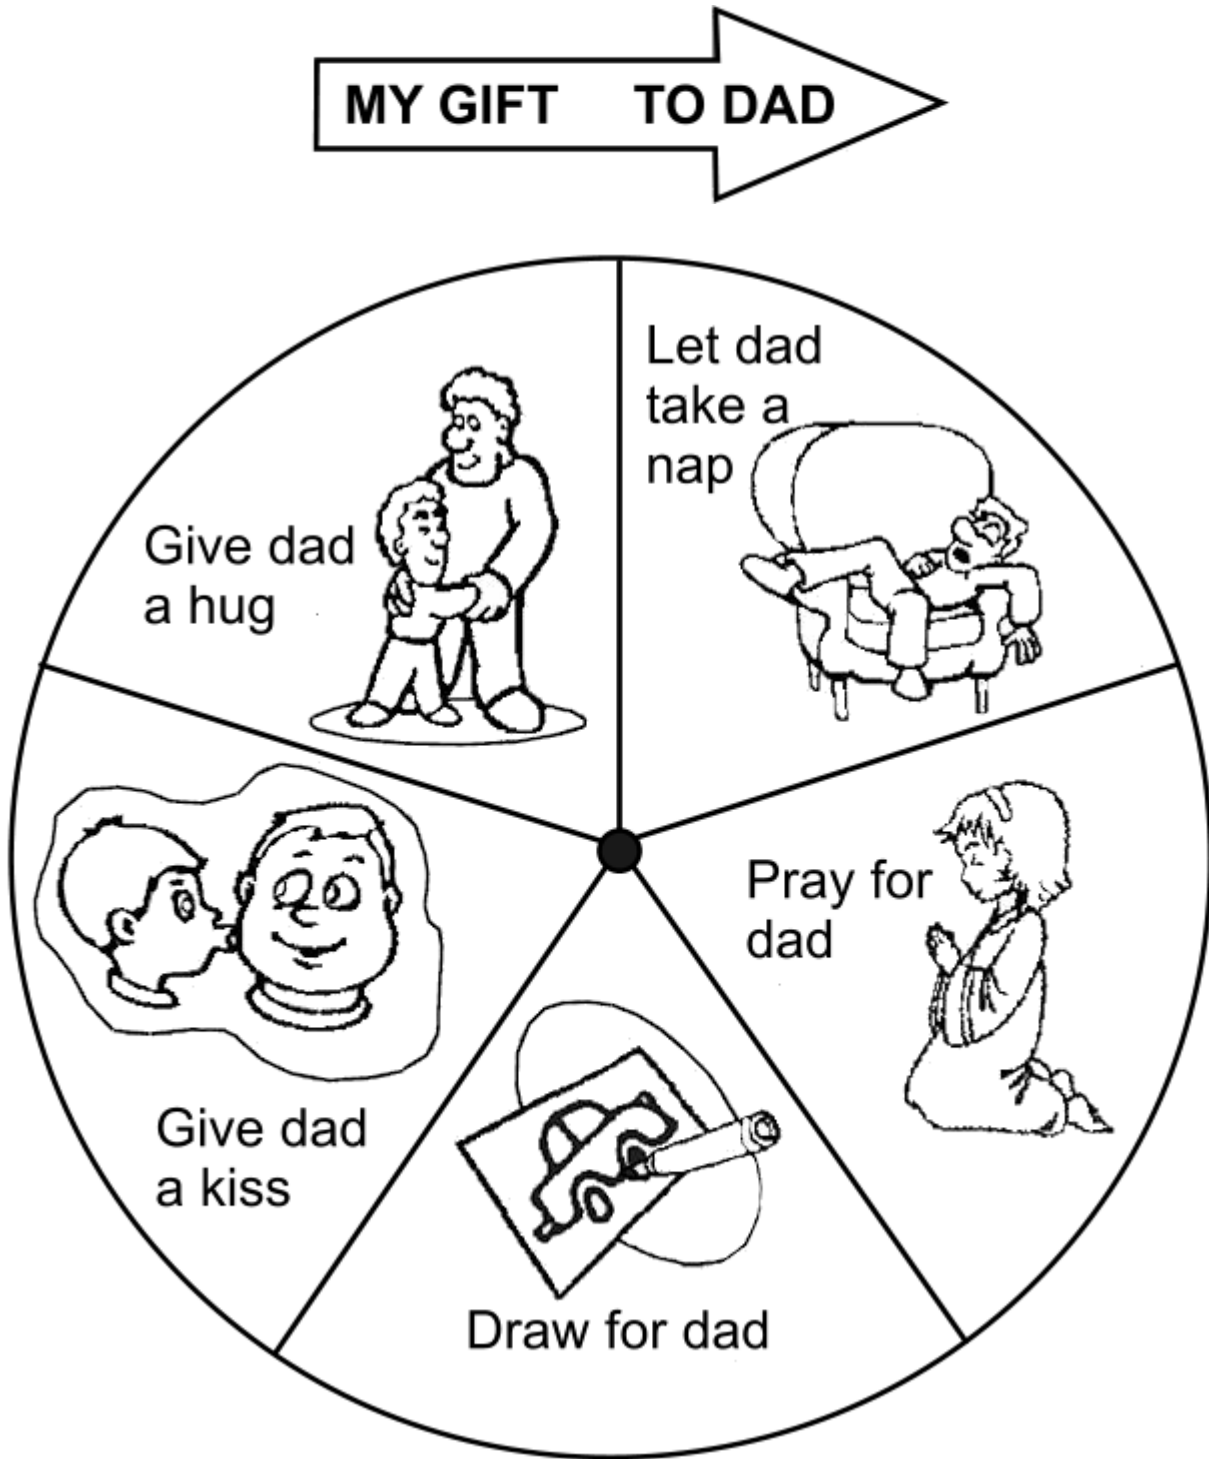 MY GIFT TO DAD
Let dad
take a
nap
Give dad
a hug
Pray for
dad
Give dad
a kiss
Draw for dad